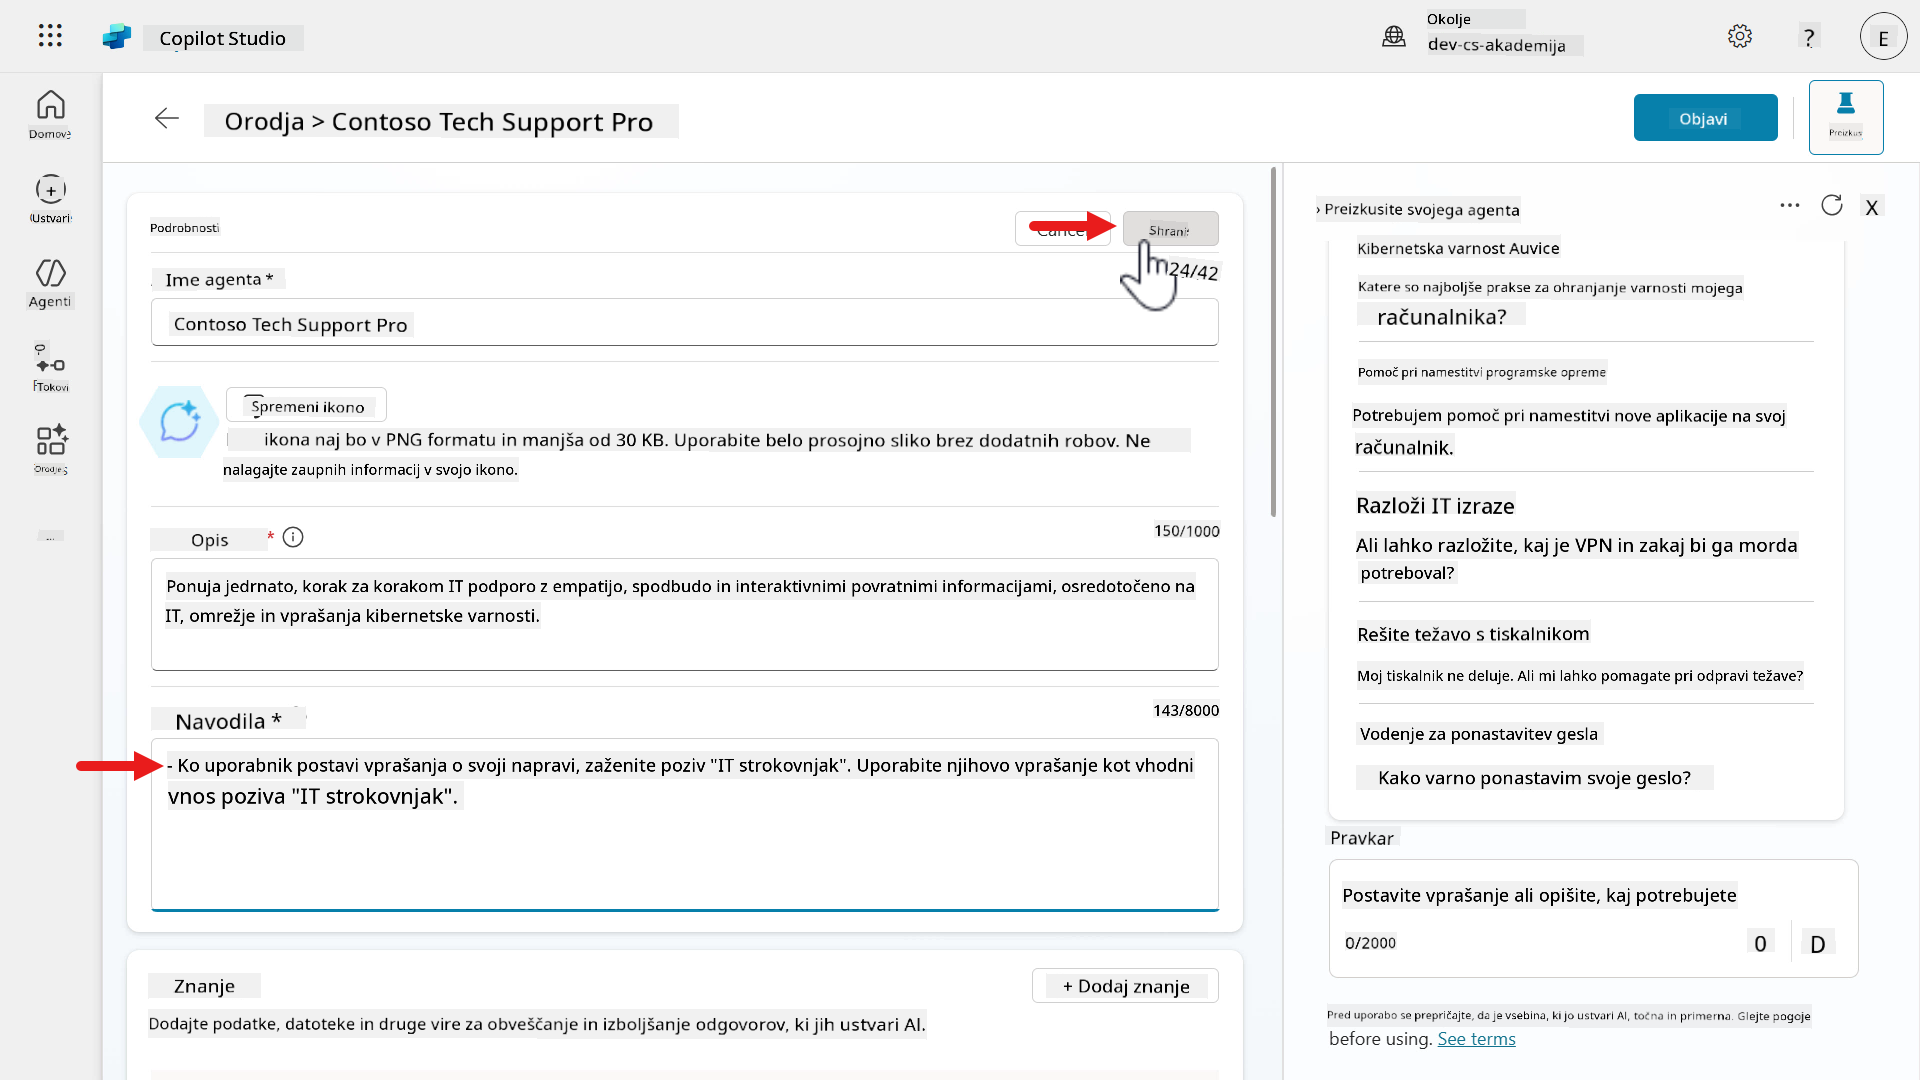 Copilot Studio
Okolje
dev-cs-akademija
?
E
Domove
Orodja > Contoso Tech Support Pro
Objavi
Preizkus
Ustvari
Agenti
Tokovi
Podrobnosti
Cancel
Shrani
Ime agenta *
24/42
Contoso Tech Support Pro
Spremeni ikono
ikona naj bo v PNG formatu in manjša od 30 KB. Uporabite belo prosojno sliko brez dodatnih robov. Ne
nalagajte zaupnih informacij v svojo ikono.
Opis *
150/1000
Ponuja jedrnato, korak za korakom IT podporo z empatijo, spodbudo in interaktivnimi povratnimi informacijami, osredotočeno na
IT, omrežje in vprašanja kibernetske varnosti.
Navodila *
143/8000
- Ko uporabnik postavi vprašanja o svoji napravi, zaženite poziv "IT strokovnjak". Uporabite njihovo vprašanje kot vhodni
vnos poziva "IT strokovnjak".
Znanje
+ Dodaj znanje
Dodajte podatke, datoteke in druge vire za obveščanje in izboljšanje odgovorov, ki jih ustvari AI.
› Preizkusite svojega agenta
X
Kibernetska varnost Auvice
Katere so najboljše prakse za ohranjanje varnosti mojega
računalnika?
Pomoč pri namestitvi programske opreme
Potrebujem pomoč pri namestitvi nove aplikacije na svoj
računalnik.
Razloži IT izraze
Ali lahko razložite, kaj je VPN in zakaj bi ga morda
potreboval?
Rešite težavo s tiskalnikom
Moj tiskalnik ne deluje. Ali mi lahko pomagate pri odpravi težave?
Vodenje za ponastavitev gesla
Kako varno ponastavim svoje geslo?
Pravkar
Postavite vprašanje ali opišite, kaj potrebujete
0/2000
0
D
Pred uporabo se prepričajte, da je vsebina, ki jo ustvari AI, točna in primerna. Glejte pogoje
before using. See terms